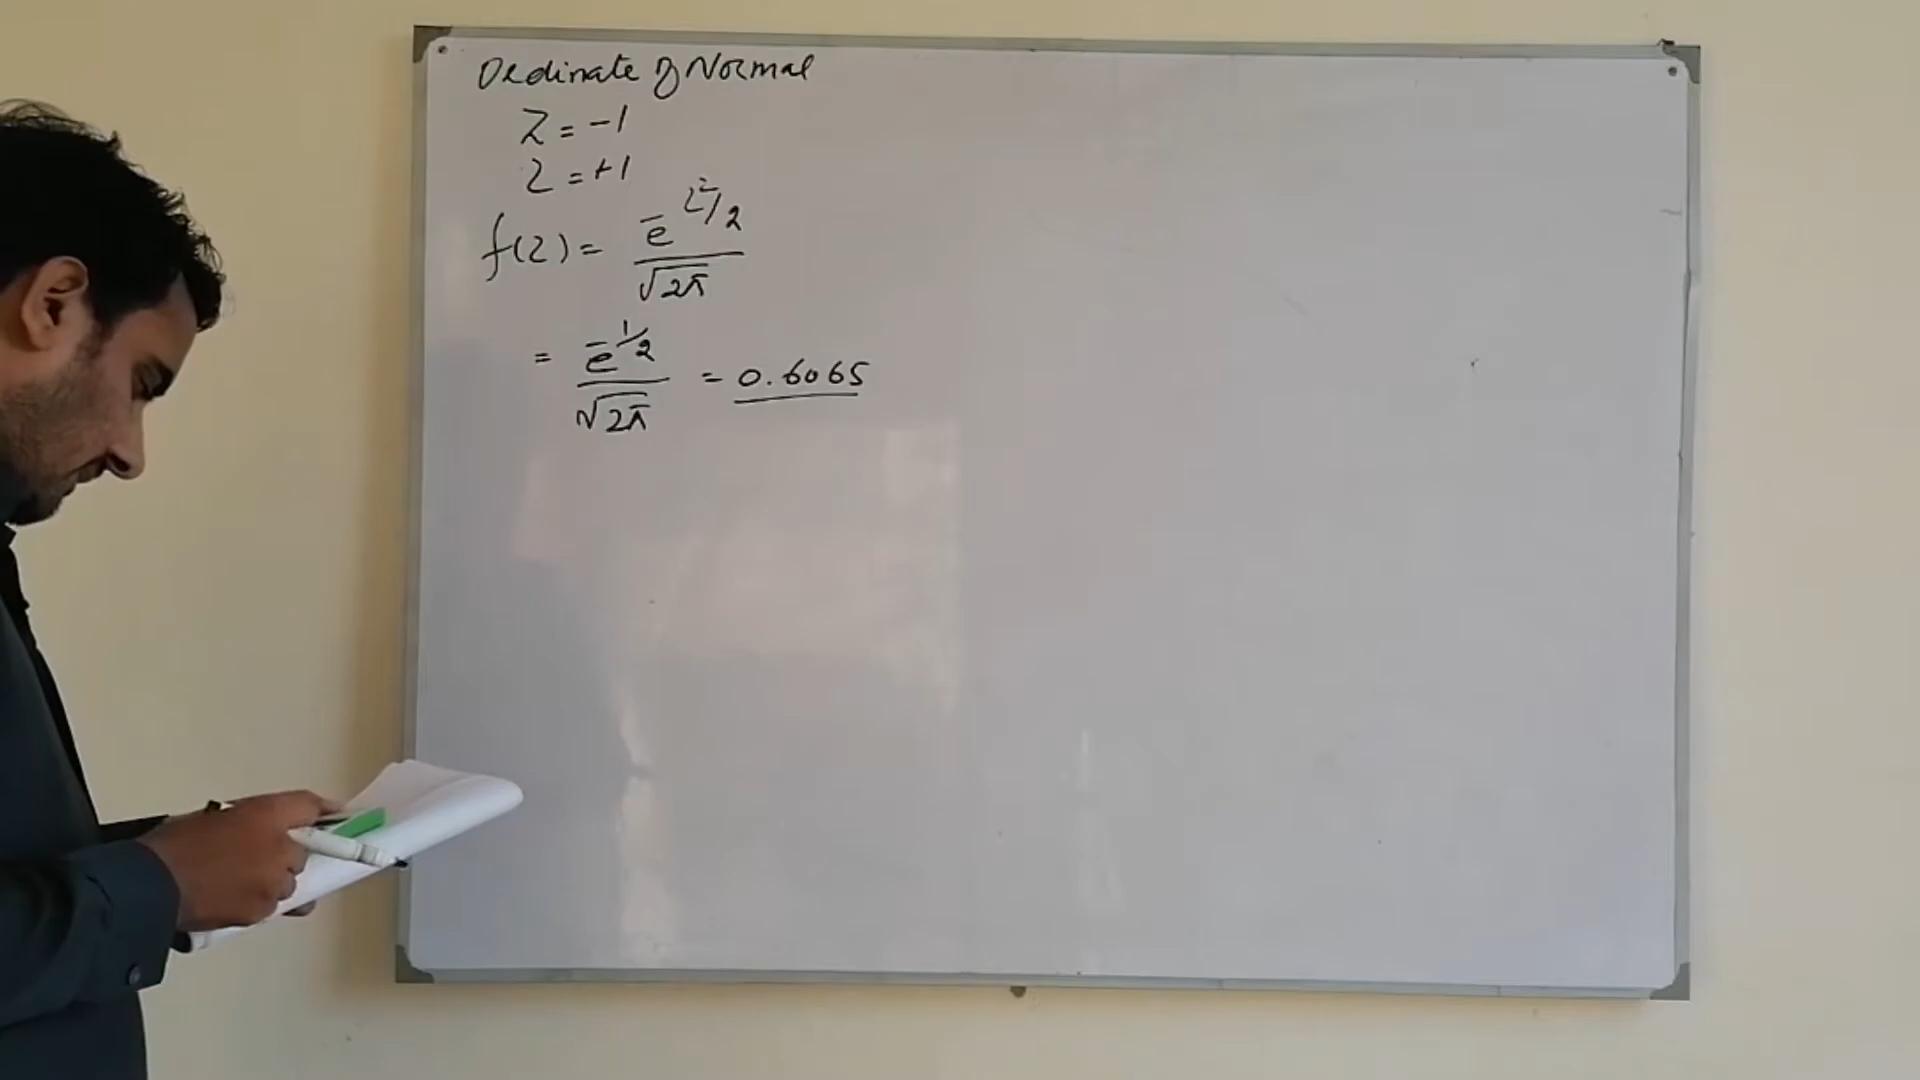 Ordinate of Normal
Z = -1
Z = +1
f(Z) = e^-Z²/2 / √2π
= e^-1/2 / √2π = 0.6065